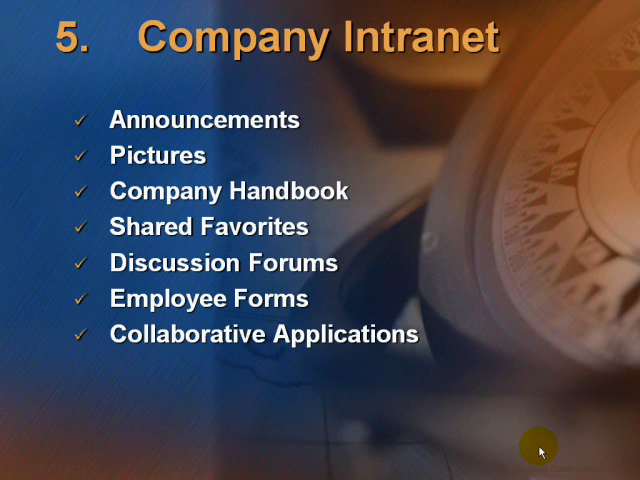 5. Company Intranet
Announcements
Pictures
Company Handbook
Shared Favorites
Discussion Forums
Employee Forms
Collaborative Applications